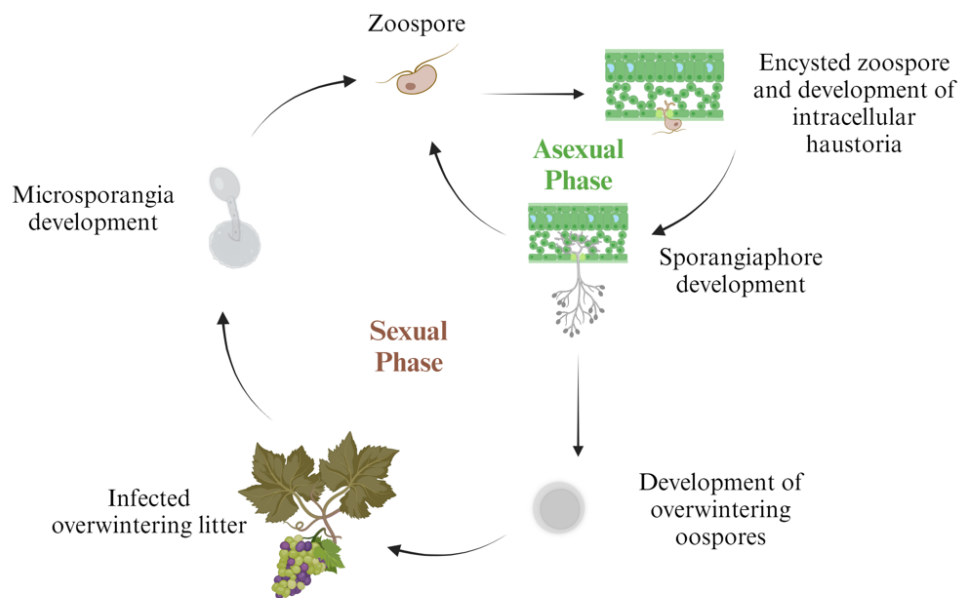 Zoospore
Encysted zoospore
and development of
intracellular
haustoria
Asexual
Phase
Microsporangia
development
Sporangiaphore
development
Sexual
Phase
Infected
overwintering litter
Development of
overwintering
oospores